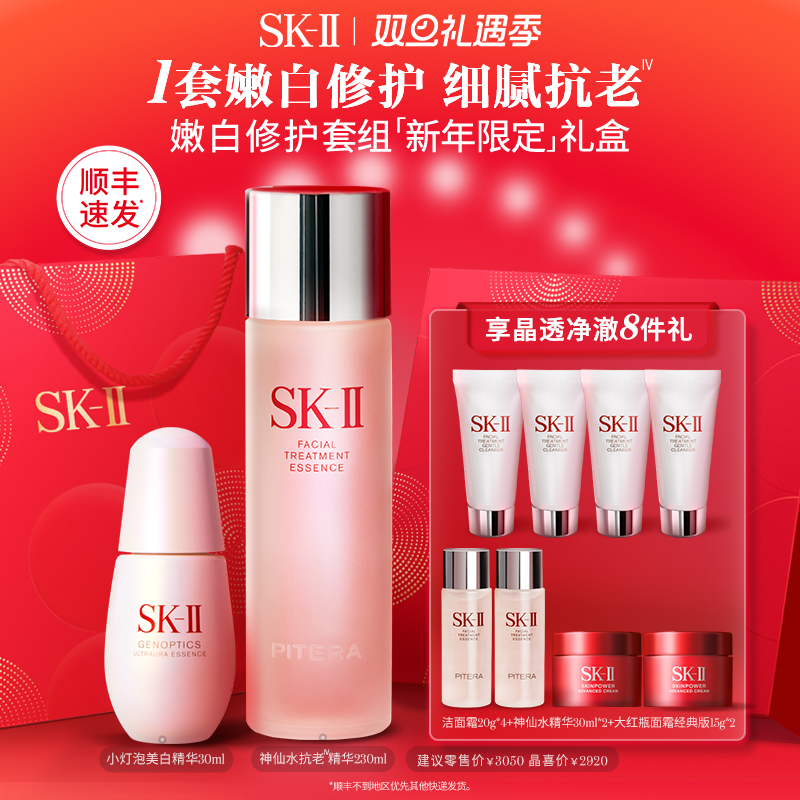 SK-II | 双旦礼遇季
1套嫩白修护 细腻抗老IV
嫩白修护套组「新年限定」礼盒
顺丰
速发*
SK-II
享晶透净澈8件礼
SK-II
FACIAL
TREATMENT
GENTLE
CLEANSER
SK-II
FACIAL
TREATMENT
GENTLE
CLEANSER
SK-II
FACIAL
TREATMENT
GENTLE
CLEANSER
SK-II
FACIAL
TREATMENT
GENTLE
CLEANSER
SK-II
FACIAL
TREATMENT
ESSENCE
PITERA
SK-II
GENOPTICS
ULTRAURA ESSENCE
SK-II
FACIAL
TREATMENT
ESSENCE
PITERA
SK-II
FACIAL
TREATMENT
ESSENCE
PITERA
SK-II
SKINPOWER
ADVANCED CREAM
SK-II
SKINPOWER
ADVANCED CREAM
洁面霜20g*4+神仙水精华30ml*2+大红瓶面霜经典版15g*2
小灯泡美白精华30ml
神仙水抗老IV精华230ml
建议零售价¥3050 晶喜价¥2920
*顺丰不到地区优先其他快递发货。